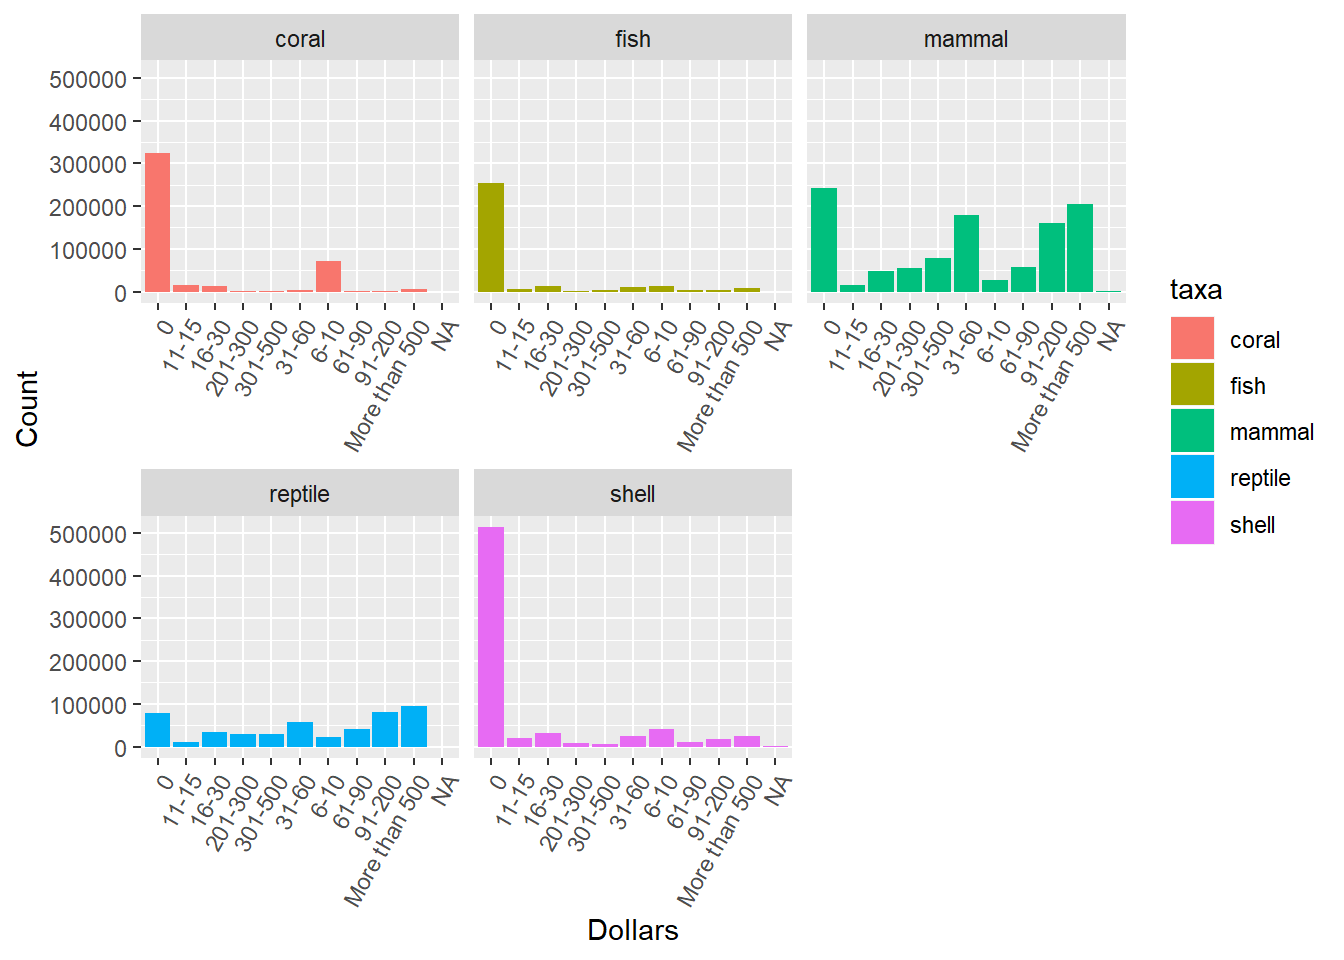 coral
fish
mammal
500000
400000
300000
200000
100000
0
0
11-15
16-30
201-300
301-500
31-60
6-10
61-90
91-200
More than 500
NA
0
11-15
16-30
201-300
301-500
31-60
6-10
61-90
91-200
More than 500
NA
0
11-15
16-30
201-300
301-500
31-60
6-10
61-90
91-200
More than 500
NA
Count
reptile
shell
500000
400000
300000
200000
100000
0
0
11-15
16-30
201-300
301-500
31-60
6-10
61-90
91-200
More than 500
NA
0
11-15
16-30
201-300
301-500
31-60
6-10
61-90
91-200
More than 500
NA
Dollars
taxa
coral
fish
mammal
reptile
shell